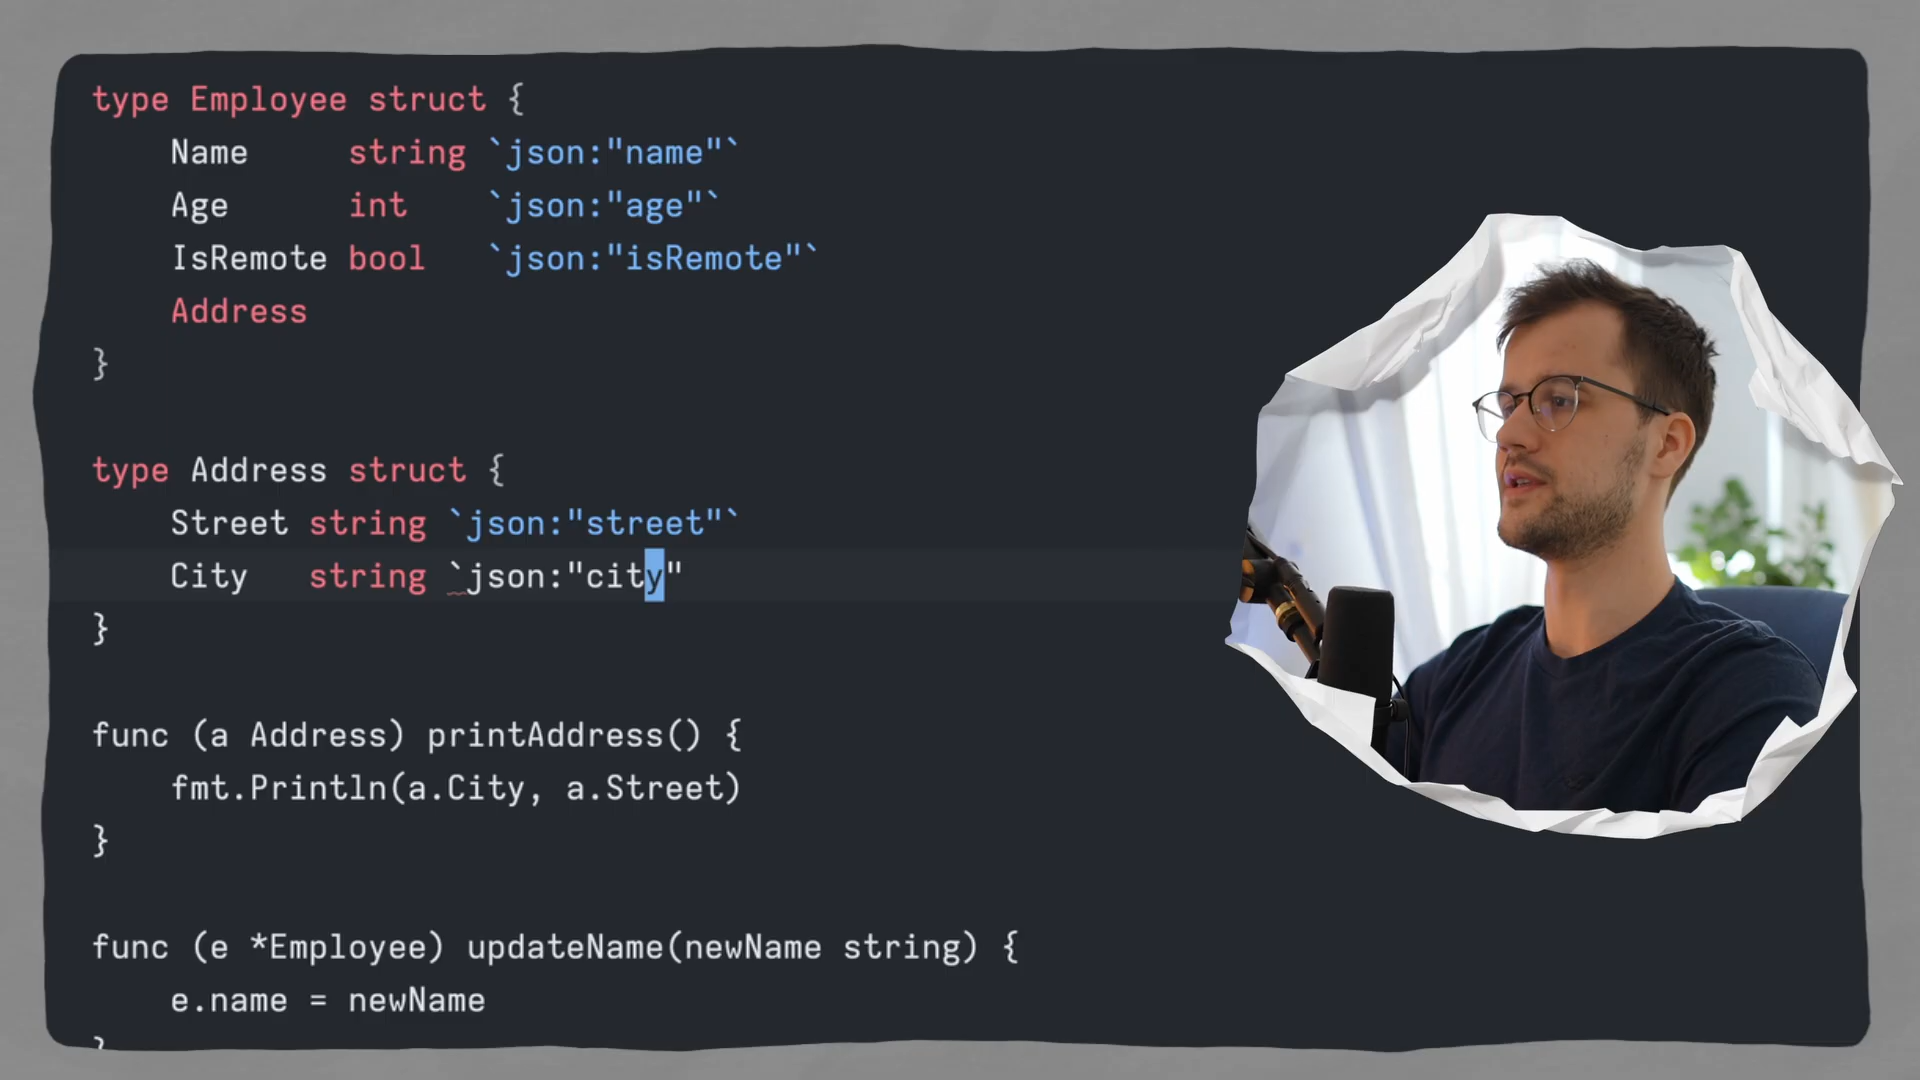 type Employee struct {
    Name     string `json:"name"`
    Age      int    `json:"age"`
    IsRemote bool   `json:"isRemote"`
    Address
}
type Address struct {
    Street string `json:"street"`
    City   string `json:"city"
}
func (a Address) printAddress() {
    fmt.Println(a.City, a.Street)
}
func (e *Employee) updateName(newName string) {
    e.name = newName
}